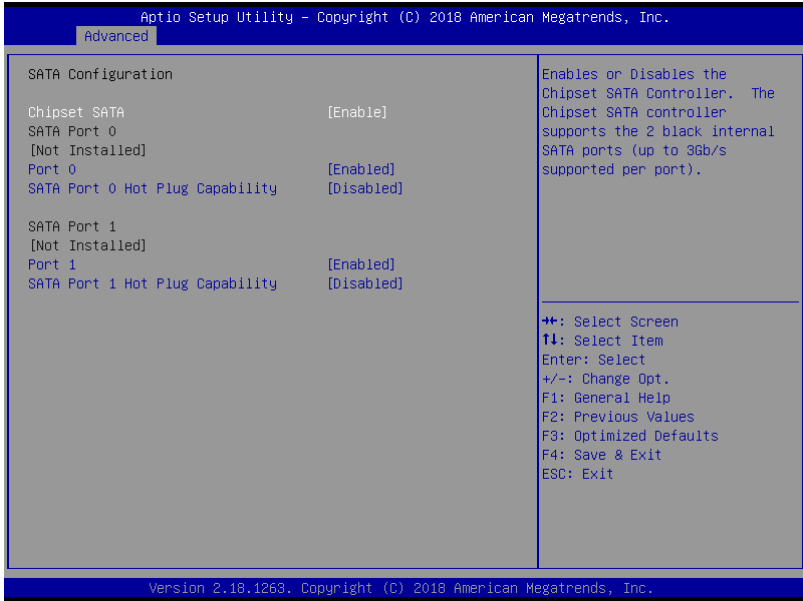 Aptio Setup Utility – Copyright (C) 2018 American Megatrends, Inc.
Advanced
SATA Configuration
Chipset SATA [Enable]
SATA Port 0
[Not Installed]
Port 0 [Enabled]
SATA Port 0 Hot Plug Capability [Disabled]
SATA Port 1
[Not Installed]
Port 1 [Enabled]
SATA Port 1 Hot Plug Capability [Disabled]
Enables or Disables the
Chipset SATA Controller. The
Chipset SATA controller
supports the 2 black internal
SATA ports (up to 3Gb/s
supported per port).
→←: Select Screen
↑↓: Select Item
Enter: Select
+/-: Change Opt.
F1: General Help
F2: Previous Values
F3: Optimized Defaults
F4: Save & Exit
ESC: Exit
Version 2.18.1263. Copyright (C) 2018 American Megatrends, Inc.